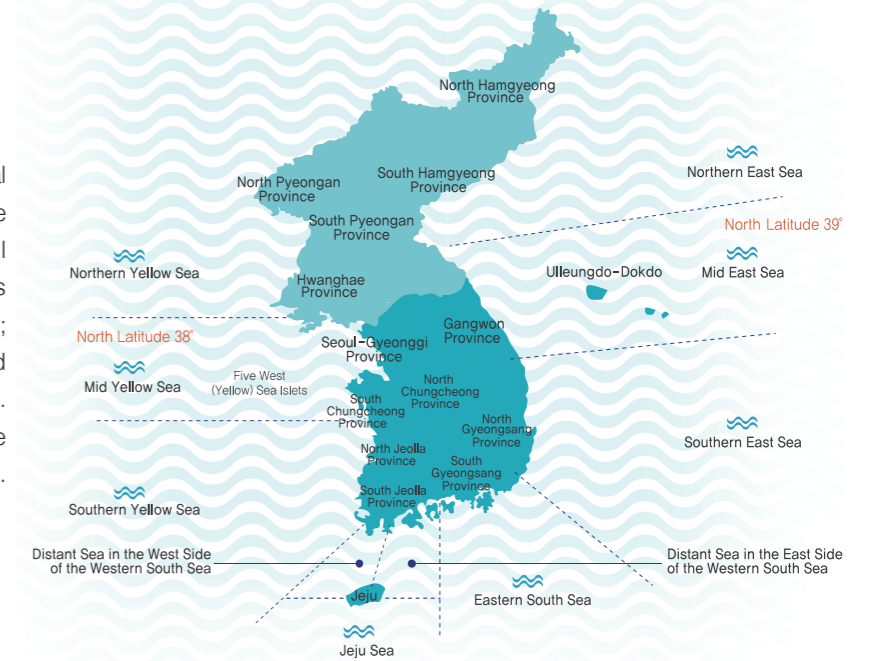 North Hamgyeong
Province
Northern East Sea
South Hamgyeong
Province
North Pyeongan
Province
South Pyeongan
Province
North Latitude 39°
Northern Yellow Sea
Ulleungdo-Dokdo
Mid East Sea
Hwanghae
Province
North Latitude 38°
Gangwon
Province
Seoul-Gyeonggi
Province
Mid Yellow Sea
Five West
(Yellow) Sea Islets
North
Chungcheong
Province
South
Chungcheong
Province
North
Gyeongsang
Province
Southern East Sea
North Jeolla
Province
South
Gyeongsang
Province
South Jeolla
Province
Southern Yellow Sea
Distant Sea in the West Side
of the Western South Sea
Distant Sea in the East Side
of the Western South Sea
Jeju
Eastern South Sea
Jeju Sea